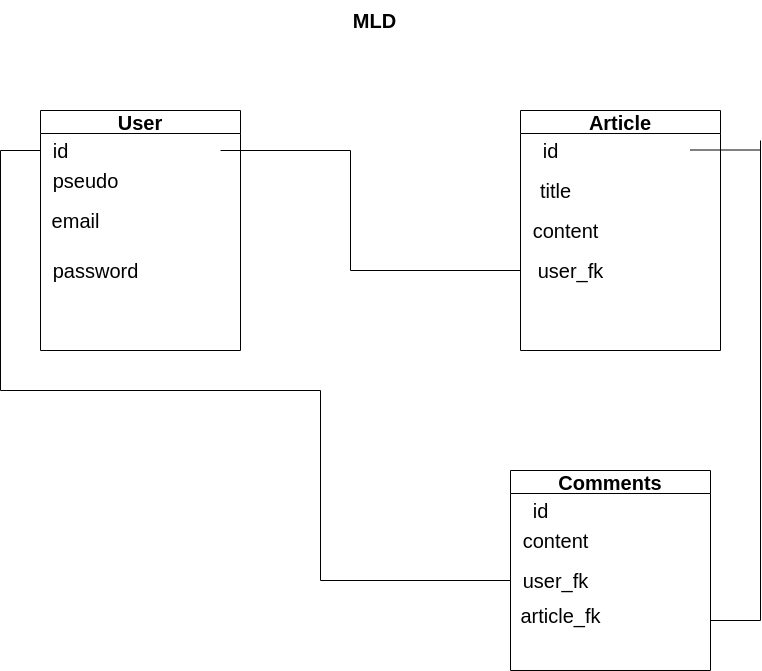 MLD
User
id
pseudo
email
password
Article
id
title
content
user_fk
Comments
id
content
user_fk
article_fk